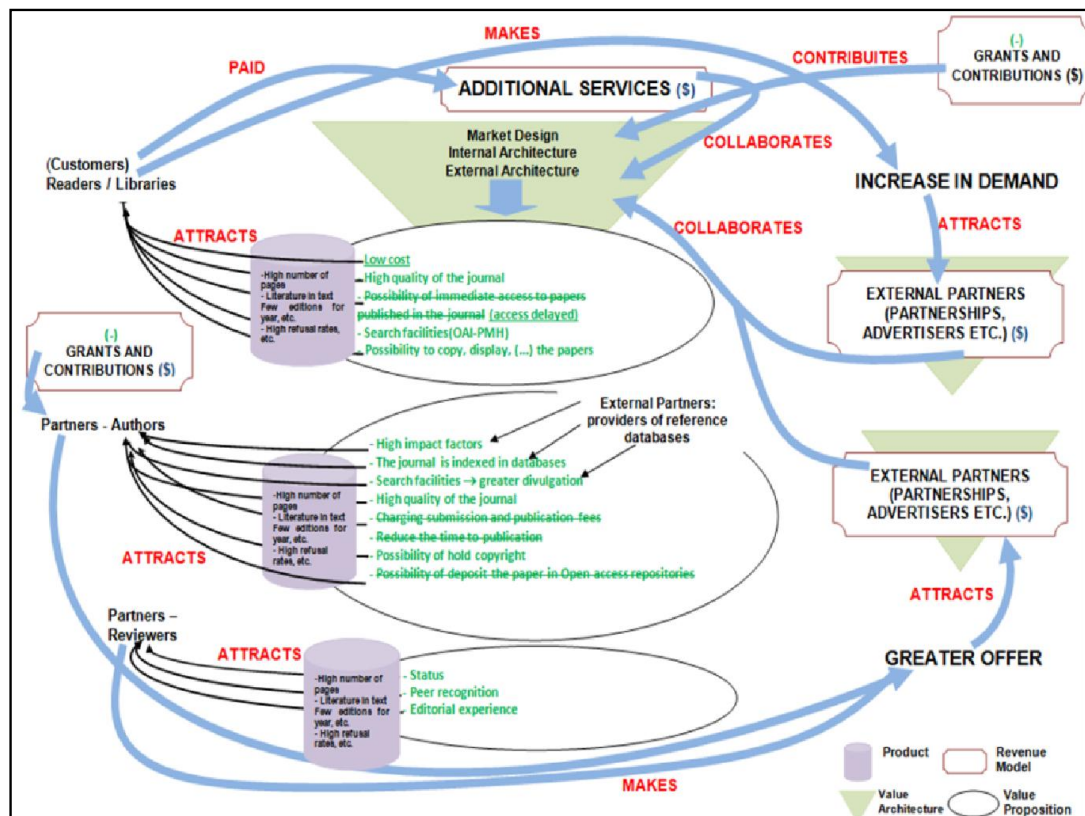 MAKES
(-)
GRANTS AND
CONTRIBUTIONS ($)
CONTRIBUITES
PAID
ADDITIONAL SERVICES ($)
Market Design
Internal Architecture
External Architecture
COLLABORATES
(Customers)
Readers / Libraries
INCREASE IN DEMAND
ATTRACTS
COLLABORATES
ATTRACTS
-High number of
pages
- Literature in text
Few editions for
year, etc.
- High refusal rates,
etc.
Low cost
- High quality of the journal
- Possibility of immediate access to papers
published in the journal (access delayed)
- Search facilities(OAI-PMH)
- Possibility to copy, display, (...) the papers
EXTERNAL PARTNERS
(PARTNERSHIPS,
ADVERTISERS ETC.) ($)
(-)
GRANTS AND
CONTRIBUTIONS ($)
Partners - Authors
External Partners:
providers of reference
databases
- High impact factors
- The journal is indexed in databases
- Search facilities → greater divulgation
- High quality of the journal
- Charging submission and publication fees
- Reduce the time to publication
- Possibility of hold copyright
- Possibility of deposit the paper in Open access repositories
-High number of
pages
- Literature in text
Few editions for
year, etc.
- High refusal
rates, etc.
ATTRACTS
EXTERNAL PARTNERS
(PARTNERSHIPS,
ADVERTISERS ETC.) ($)
ATTRACTS
Partners –
Reviewers
ATTRACTS
-High number of
pages
- Literature in text
Few editions for
year, etc.
- High refusal
rates, etc.
- Status
- Peer recognition
- Editorial experience
GREATER OFFER
MAKES
Product
Revenue
Model
Value
Architecture
Value
Proposition